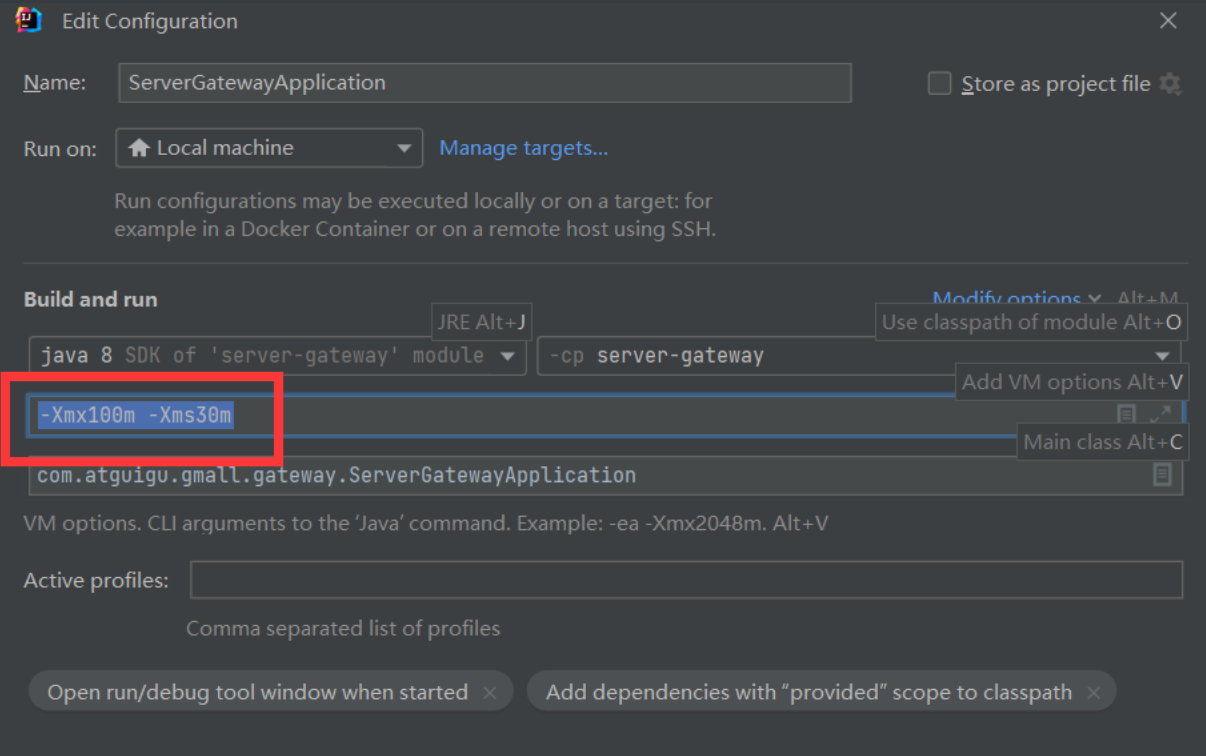 Edit Configuration
Name: ServerGatewayApplication Store as project file
Run on: Local machine Manage targets...
Run configurations may be executed locally or on a target: for
example in a Docker Container or on a remote host using SSH.
Build and run Modify options Alt+M
JRE Alt+J Use classpath of module Alt+O
java 8 SDK of 'server-gateway' module -cp server-gateway
Add VM options Alt+V
-Xmx100m -Xms30m
Main class Alt+C
com.atguigu.gmall.gateway.ServerGatewayApplication
VM options. CLI arguments to the ‘Java’ command. Example: -ea -Xmx2048m. Alt+V
Active profiles:
Comma separated list of profiles
Open run/debug tool window when started × Add dependencies with “provided” scope to classpath ×